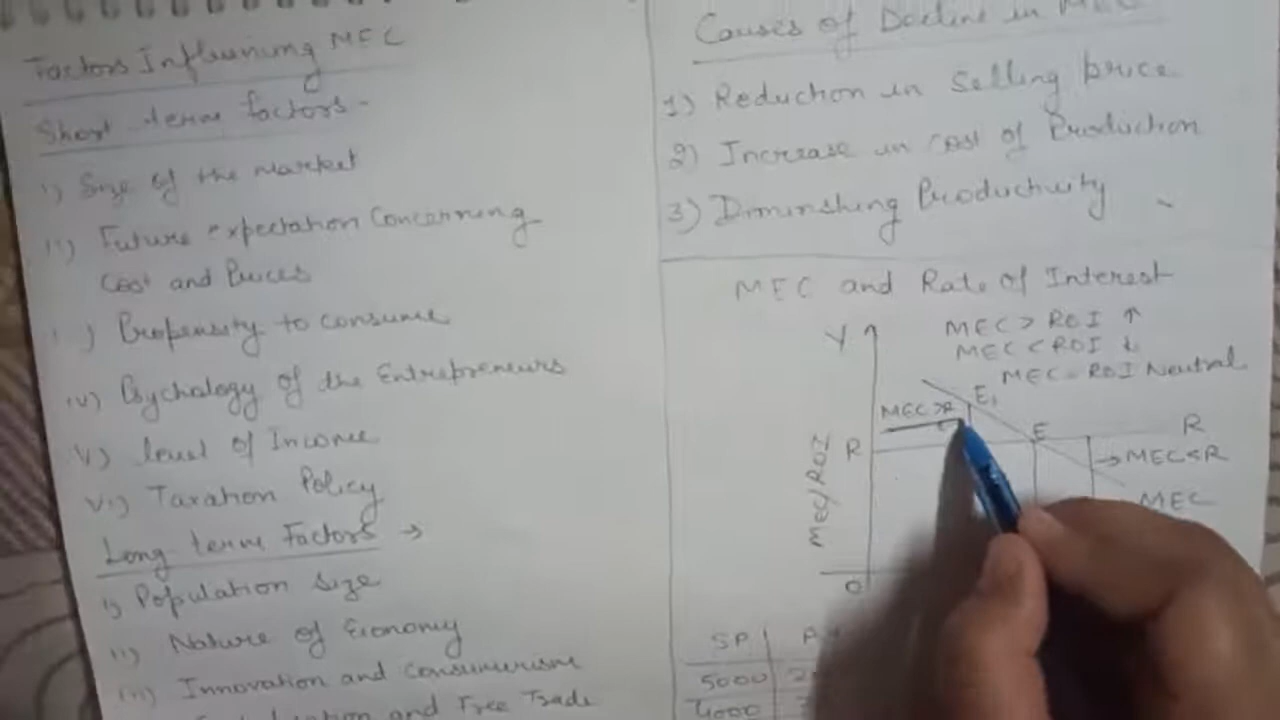 Factors Influening MEC
Short term factors -
i) Size of the market
iii) Future expectation Concerning
Cost and Prices
) Propensity to consume
iv) Psychology of the Entrepreneurs
v) level of Income
vi) Taxation Policy
Long term Factors →
i) Population size
ii) Nature of Economy
(iii) Innovation and consumerism
and Free Trade
Causes of Decline in MEC
1) Reduction in Selling price
2) Increase in cost of Production
3) Diminshing Productivity
MEC and Rate of Interest
Y
MEC > ROI ↑
MEC < ROI ↓
MEC = ROI Neutral
MEC>R
E1
E
R
R
→MEC<R
MEC
MEC/ROI
O
SP
5000
4000